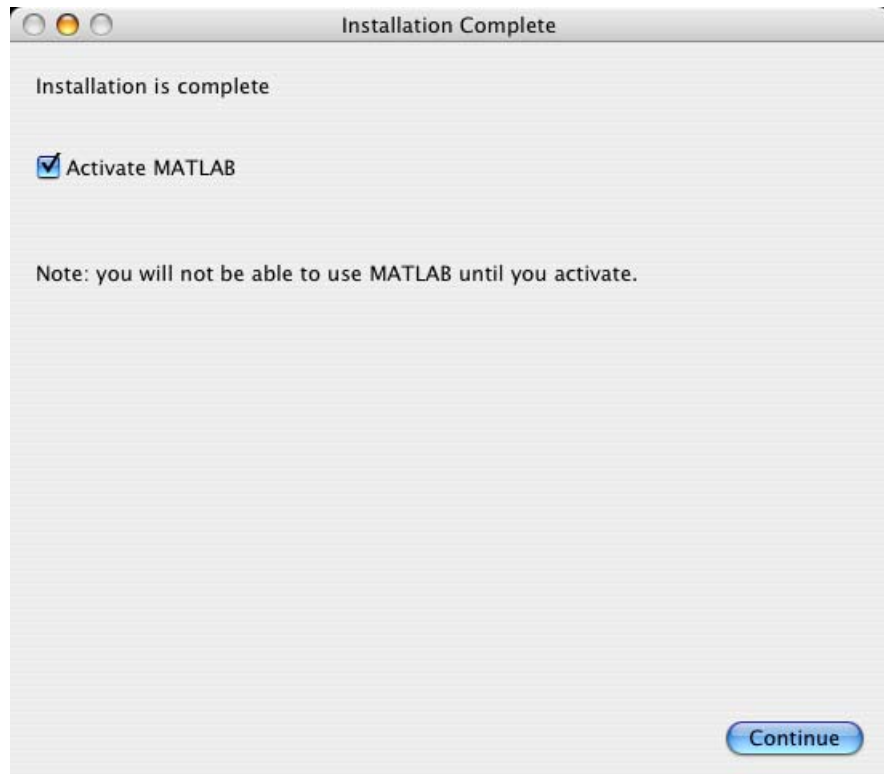 Installation Complete
Installation is complete
Activate MATLAB
Note: you will not be able to use MATLAB until you activate.
Continue